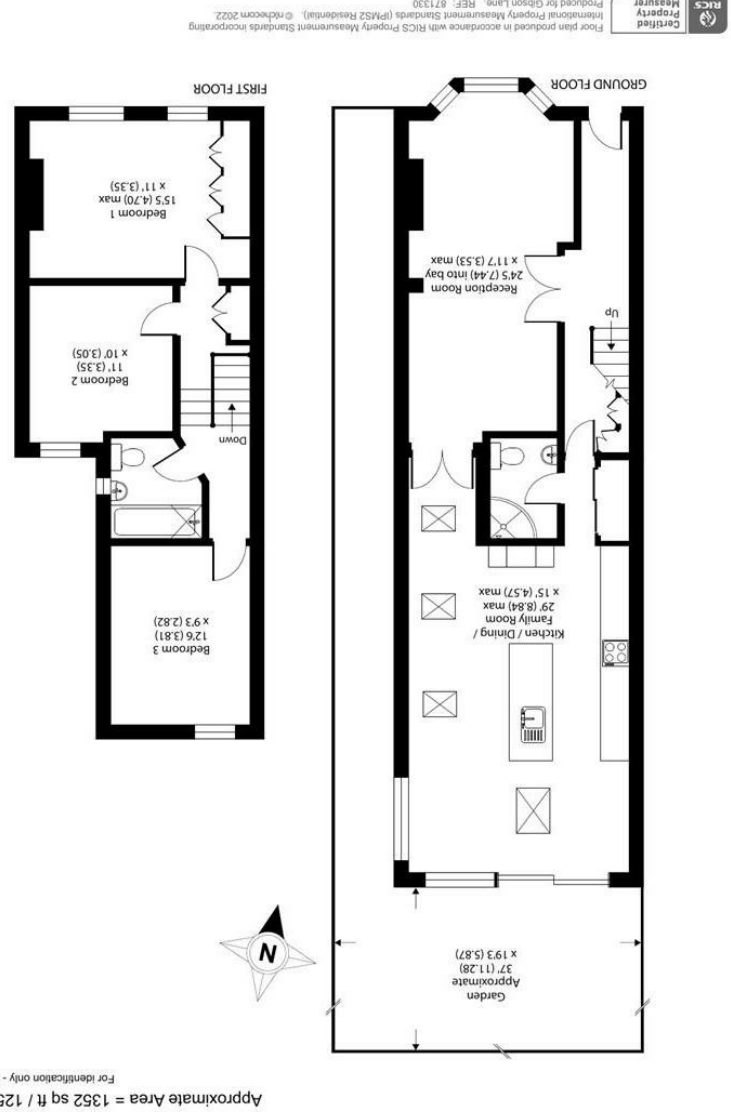 Approximate Area = 1352 sq ft / 125
For identification only -
Garden
Approximate
37' (11.28)
x 19'3 (5.87)
N
Kitchen / Dining /
Family Room
29' (8.84) max
x 15' (4.57) max
Bedroom 3
12'6 (3.81)
x 9'3 (2.82)
Down
Up
Bedroom 2
11' (3.35)
x 10' (3.05)
Reception Room
24'5 (7.44) into bay
x 11'7 (3.53) max
Bedroom 1
15'5 (4.70) max
x 11' (3.35)
GROUND FLOOR
FIRST FLOOR
RICS
Certified
Property
Measurer
Floor plan produced in accordance with RICS Property Measurement Standards incorporating
International Property Measurement Standards (IPMS2 Residential). © nichecom 2022.
Produced for Gibson Lane. REF: 871330